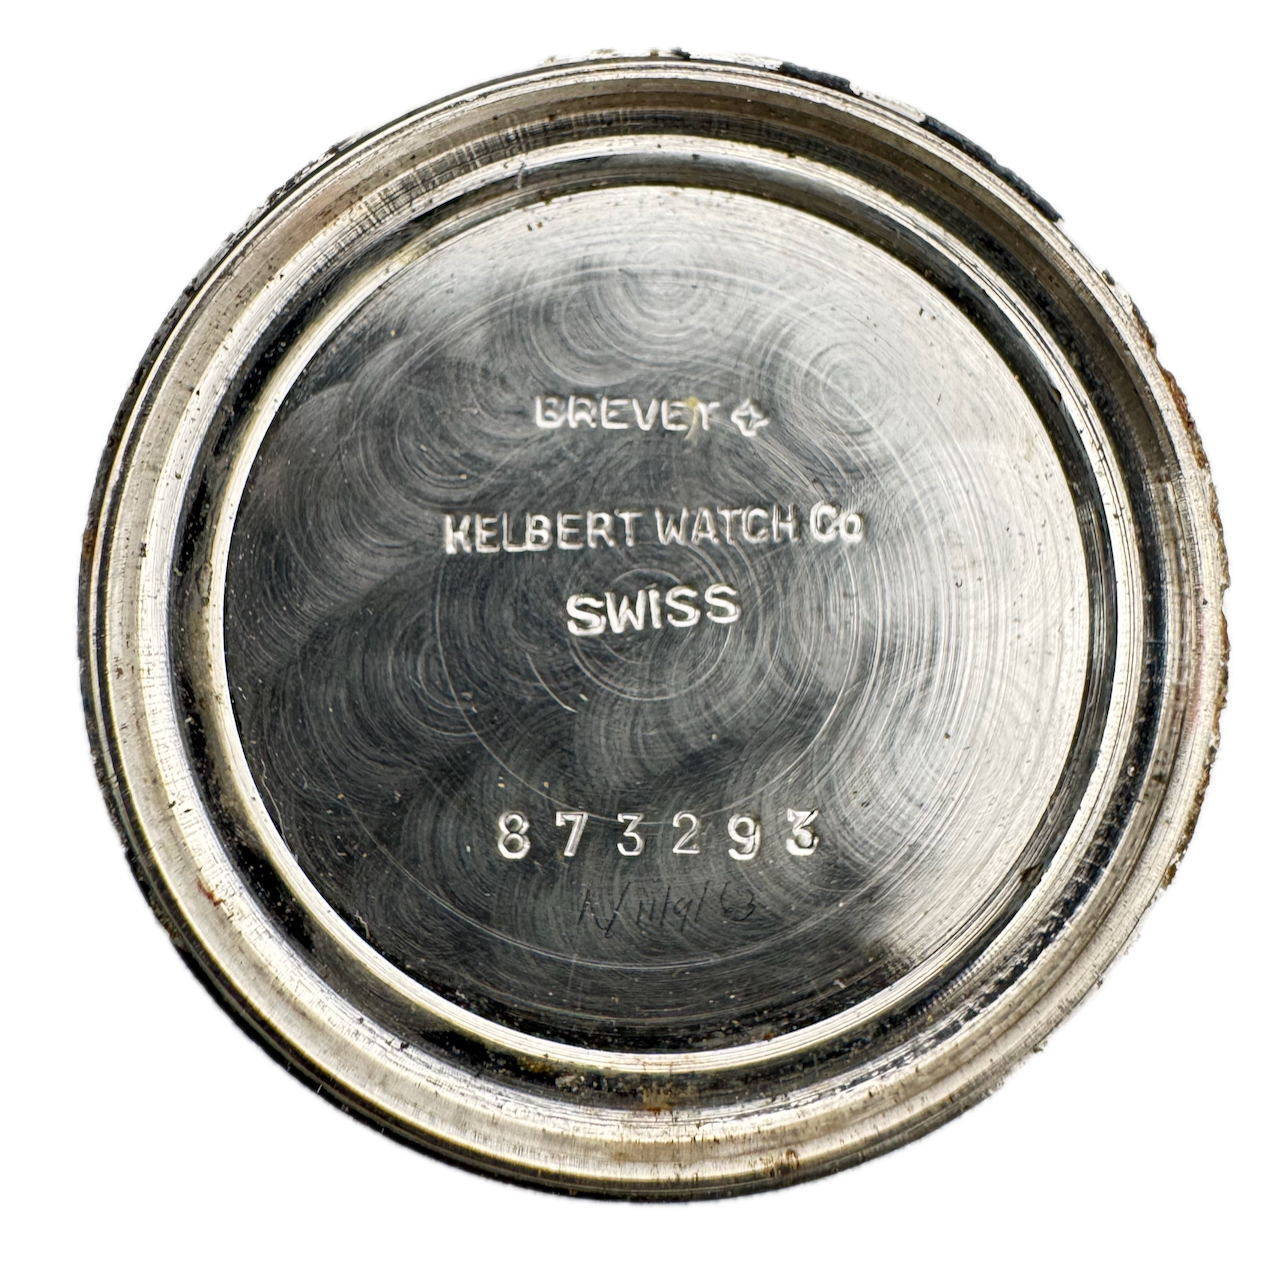 BREVET ✚
KELBERT WATCH Co
SWISS
873293